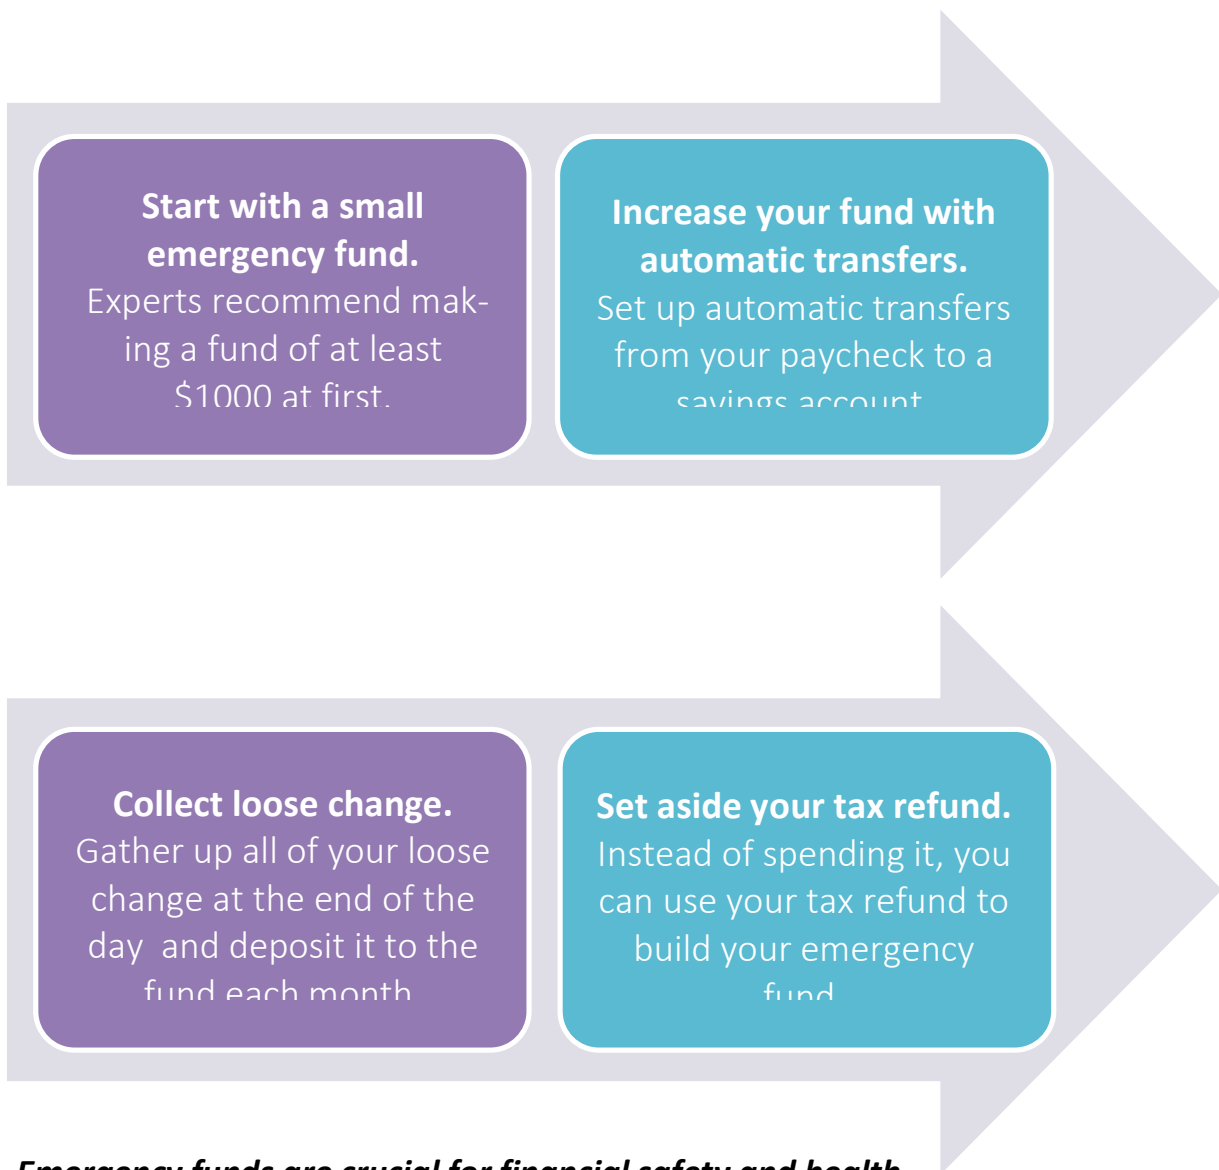 Start with a small
emergency fund.
Experts recommend mak-
ing a fund of at least
$1000 at first.
Increase your fund with
automatic transfers.
Set up automatic transfers
from your paycheck to a
savings account
Collect loose change.
Gather up all of your loose
change at the end of the
day  and deposit it to the
fund each month
Set aside your tax refund.
Instead of spending it, you
can use your tax refund to
build your emergency
fund
Emergency funds are crucial for financial safety and health